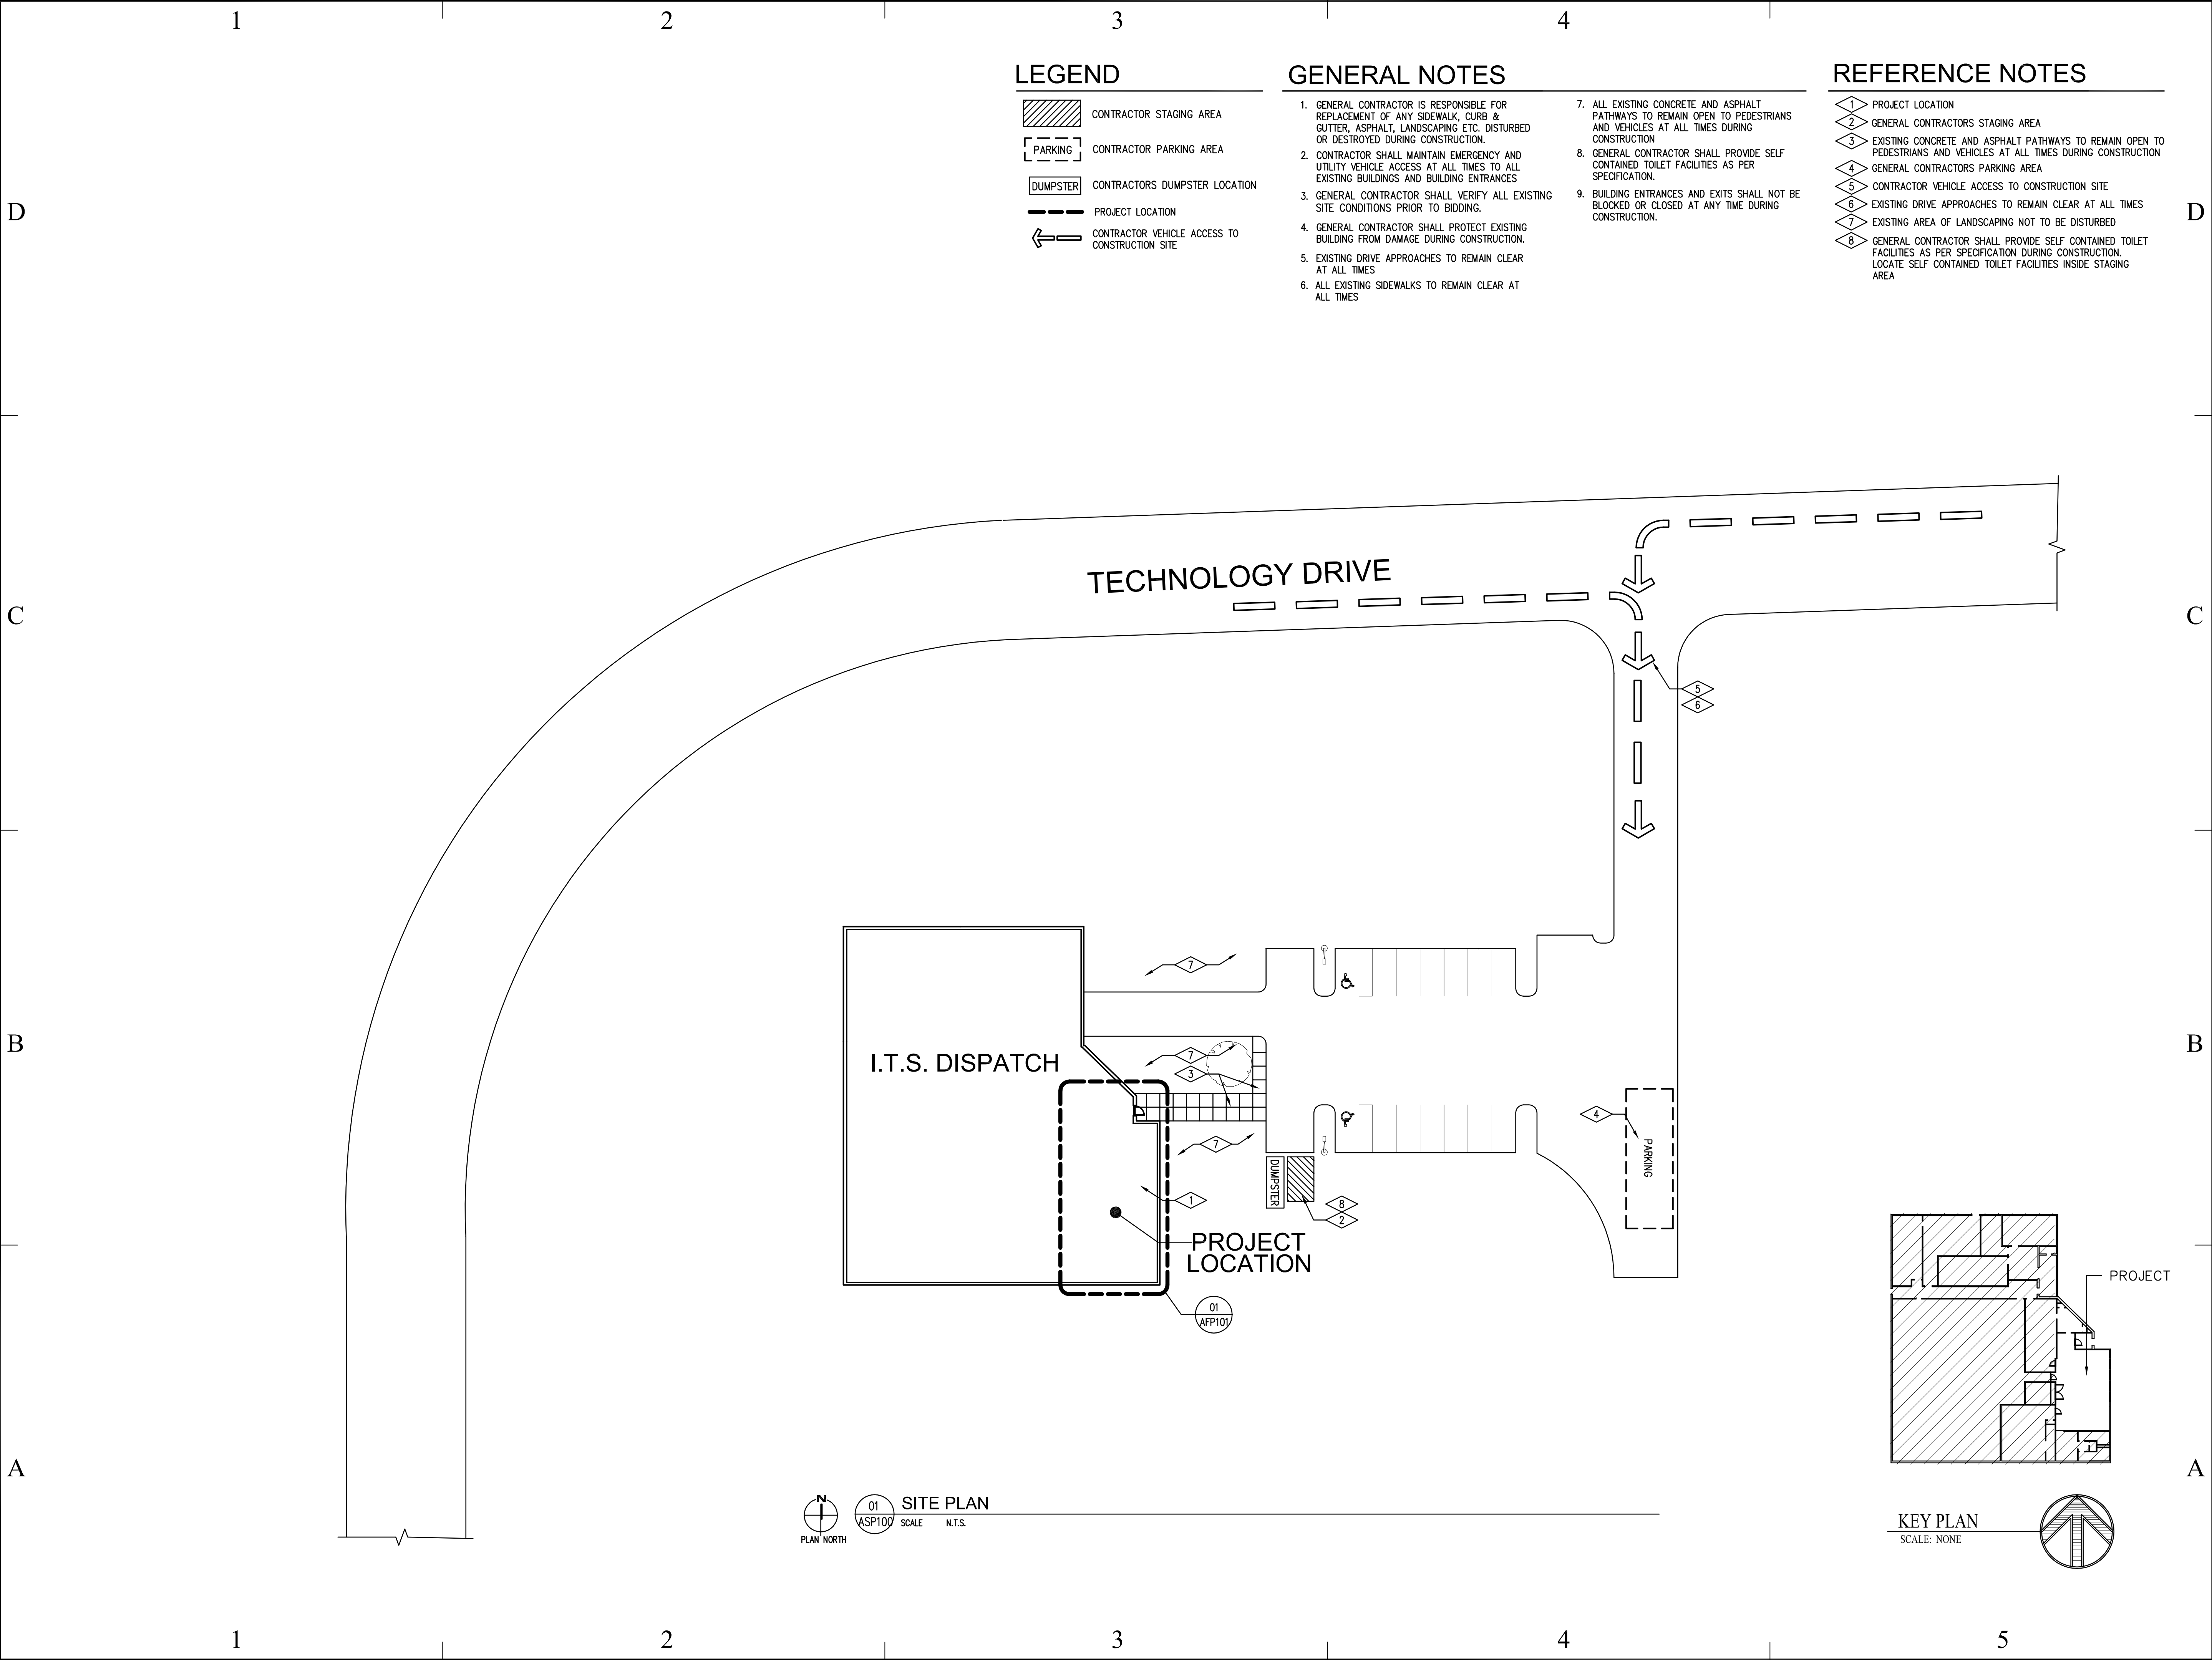 1
2
3
4
LEGEND
CONTRACTOR STAGING AREA
PARKING
CONTRACTOR PARKING AREA
DUMPSTER
CONTRACTORS DUMPSTER LOCATION
PROJECT LOCATION
CONTRACTOR VEHICLE ACCESS TO
CONSTRUCTION SITE
GENERAL NOTES
1. GENERAL CONTRACTOR IS RESPONSIBLE FOR
REPLACEMENT OF ANY SIDEWALK, CURB &
GUTTER, ASPHALT, LANDSCAPING ETC. DISTURBED
OR DESTROYED DURING CONSTRUCTION.
2. CONTRACTOR SHALL MAINTAIN EMERGENCY AND
UTILITY VEHICLE ACCESS AT ALL TIMES TO ALL
EXISTING BUILDINGS AND BUILDING ENTRANCES
3. GENERAL CONTRACTOR SHALL VERIFY ALL EXISTING
SITE CONDITIONS PRIOR TO BIDDING.
4. GENERAL CONTRACTOR SHALL PROTECT EXISTING
BUILDING FROM DAMAGE DURING CONSTRUCTION.
5. EXISTING DRIVE APPROACHES TO REMAIN CLEAR
AT ALL TIMES
6. ALL EXISTING SIDEWALKS TO REMAIN CLEAR AT
ALL TIMES
7. ALL EXISTING CONCRETE AND ASPHALT
PATHWAYS TO REMAIN OPEN TO PEDESTRIANS
AND VEHICLES AT ALL TIMES DURING
CONSTRUCTION
8. GENERAL CONTRACTOR SHALL PROVIDE SELF
CONTAINED TOILET FACILITIES AS PER
SPECIFICATION.
9. BUILDING ENTRANCES AND EXITS SHALL NOT BE
BLOCKED OR CLOSED AT ANY TIME DURING
CONSTRUCTION.
REFERENCE NOTES
1 PROJECT LOCATION
2 GENERAL CONTRACTORS STAGING AREA
3 EXISTING CONCRETE AND ASPHALT PATHWAYS TO REMAIN OPEN TO
PEDESTRIANS AND VEHICLES AT ALL TIMES DURING CONSTRUCTION
4 GENERAL CONTRACTORS PARKING AREA
5 CONTRACTOR VEHICLE ACCESS TO CONSTRUCTION SITE
6 EXISTING DRIVE APPROACHES TO REMAIN CLEAR AT ALL TIMES
7 EXISTING AREA OF LANDSCAPING NOT TO BE DISTURBED
8 GENERAL CONTRACTOR SHALL PROVIDE SELF CONTAINED TOILET
FACILITIES AS PER SPECIFICATION DURING CONSTRUCTION.
LOCATE SELF CONTAINED TOILET FACILITIES INSIDE STAGING
AREA
D
D
TECHNOLOGY DRIVE
C
C
5
6
7
B
B
I.T.S. DISPATCH
7
3
4
7
PARKING
DUMPSTER
1
8
2
PROJECT
LOCATION
01
AFP101
PROJECT
A
A
N
PLAN NORTH
01
ASP100
SITE PLAN
SCALE N.T.S.
KEY PLAN
SCALE: NONE
1
2
3
4
5